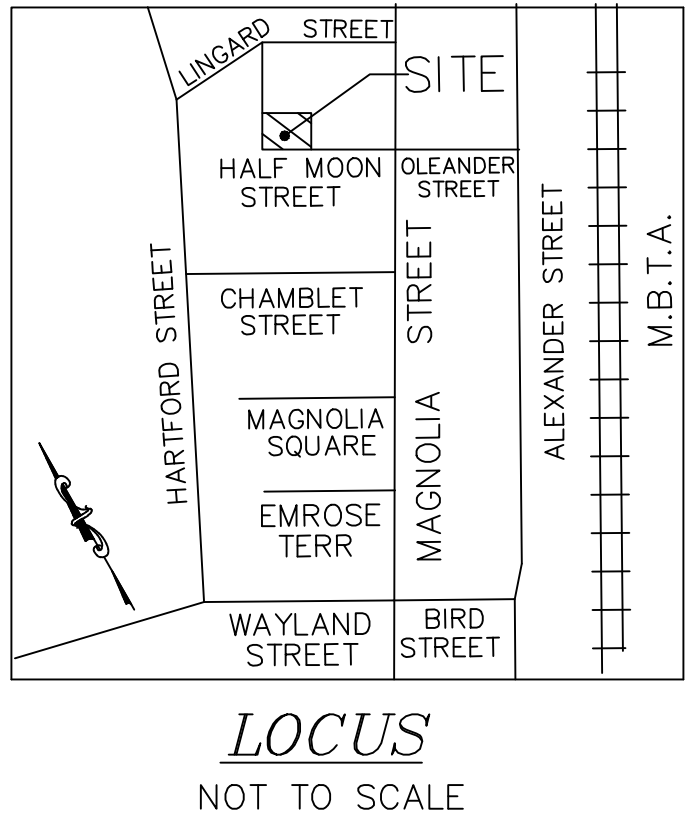 LINGARD STREET
SITE
HALF MOON
STREET
OLEANDER
STREET
HARTFORD STREET
CHAMBLET
STREET
MAGNOLIA STREET
ALEXANDER STREET
M.B.T.A.
MAGNOLIA
SQUARE
EMROSE
TERR
WAYLAND
STREET
BIRD
STREET
LOCUS
NOT TO SCALE